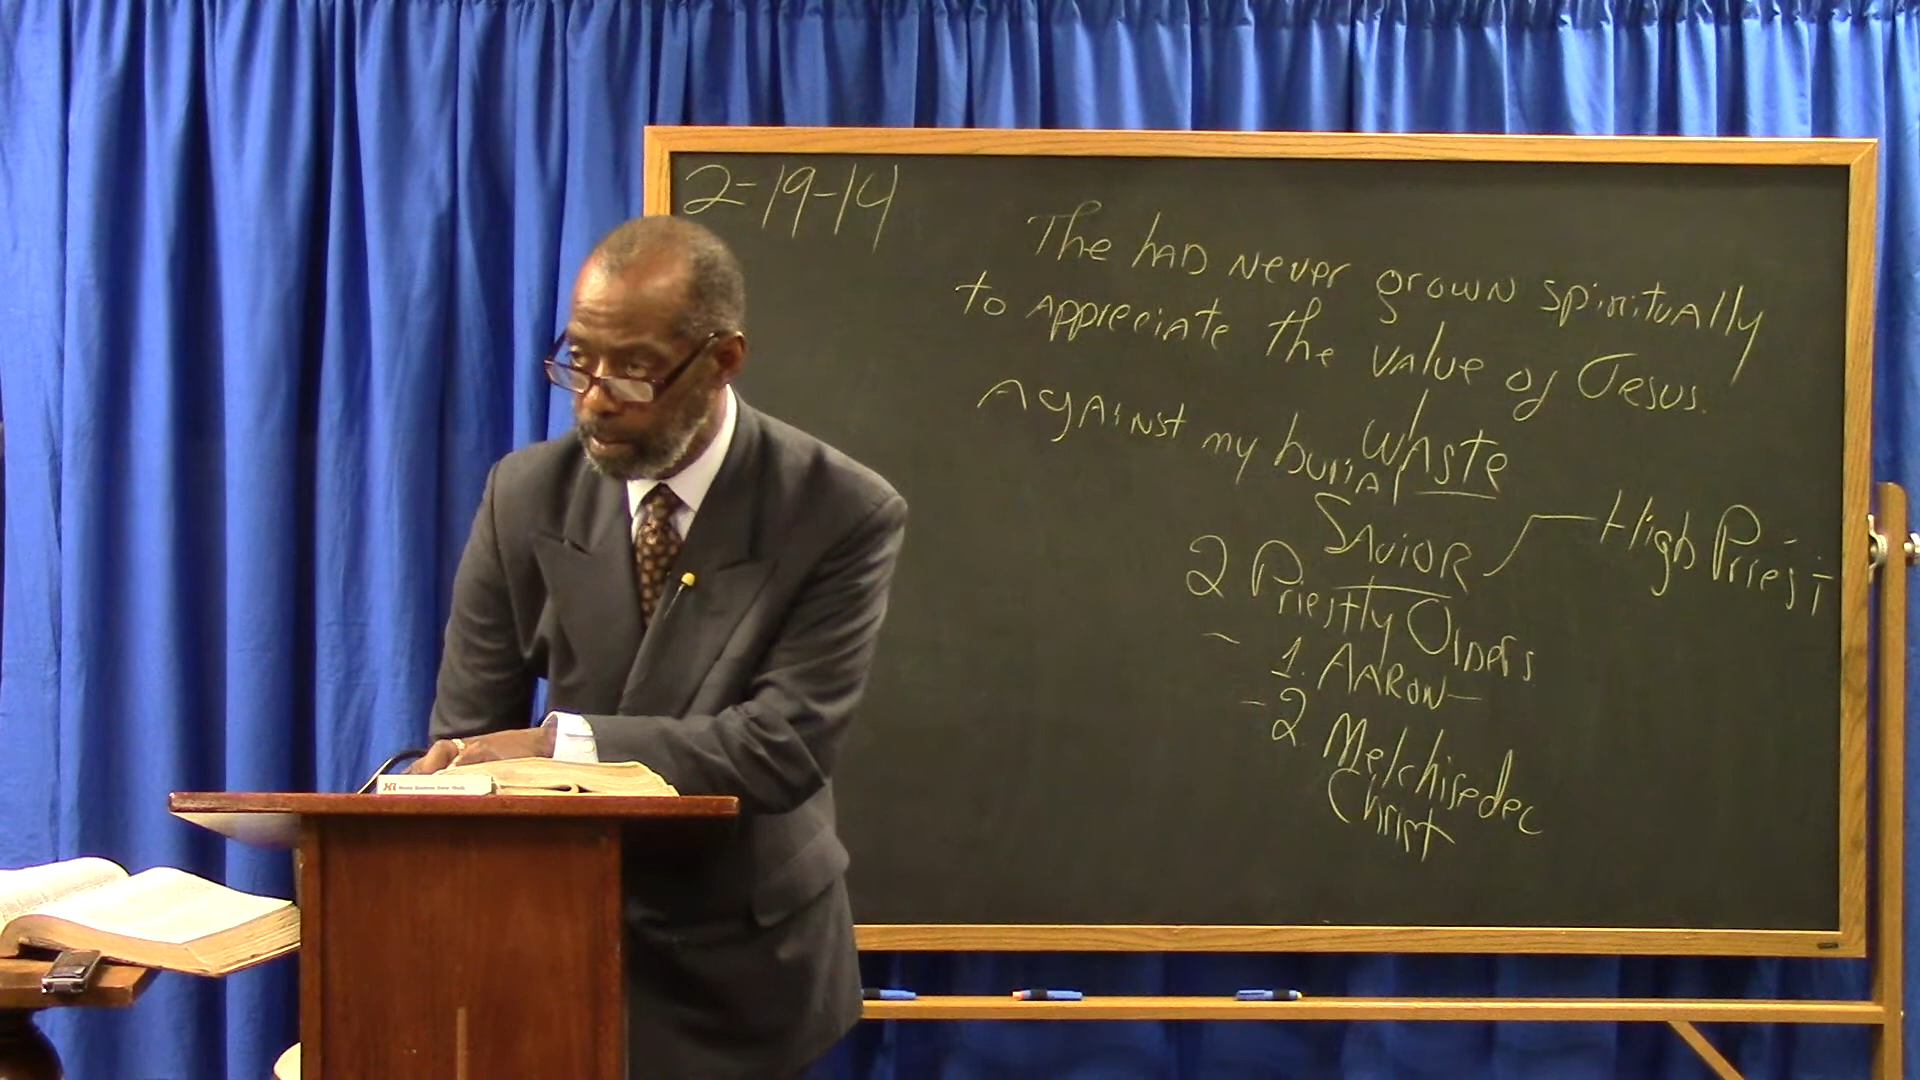 2=19-14
The had never grown spiritually
to appreciate the value of Jesus.
Waste
Against my burial
Savior
High Priest
2 Priestly Orders
1. Aaron
2. Melchisedec
Christ